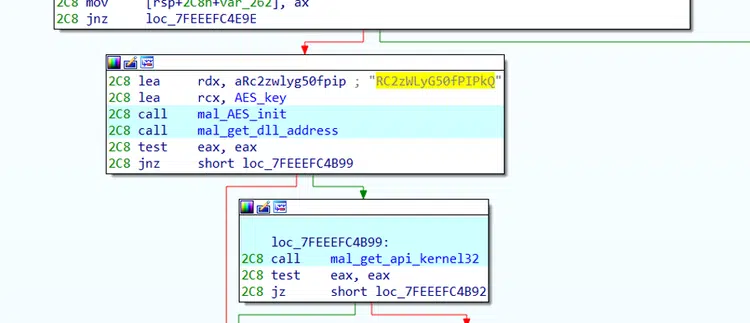 2C8 mov [rsp+2C8h+var_262], ax
2C8 jnz loc_7FEEEFC4E9E
2C8 lea rdx, aRc2zwlyg50fpip ; "RC2zWLyG50fPIPkQ"
2C8 lea rcx, AES_key
2C8 call mal_AES_init
2C8 call mal_get_dll_address
2C8 test eax, eax
2C8 jnz short loc_7FEEEFC4B99
loc_7FEEEFC4B99:
2C8 call mal_get_api_kernel32
2C8 test eax, eax
2C8 jz short loc_7FEEEFC4B92